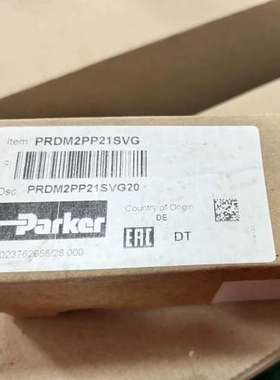 Item: PRDM2PP21SVG
Dsc: PRDM2PP21SVG20
Parker
Country of Origin
DE
EAC
DT